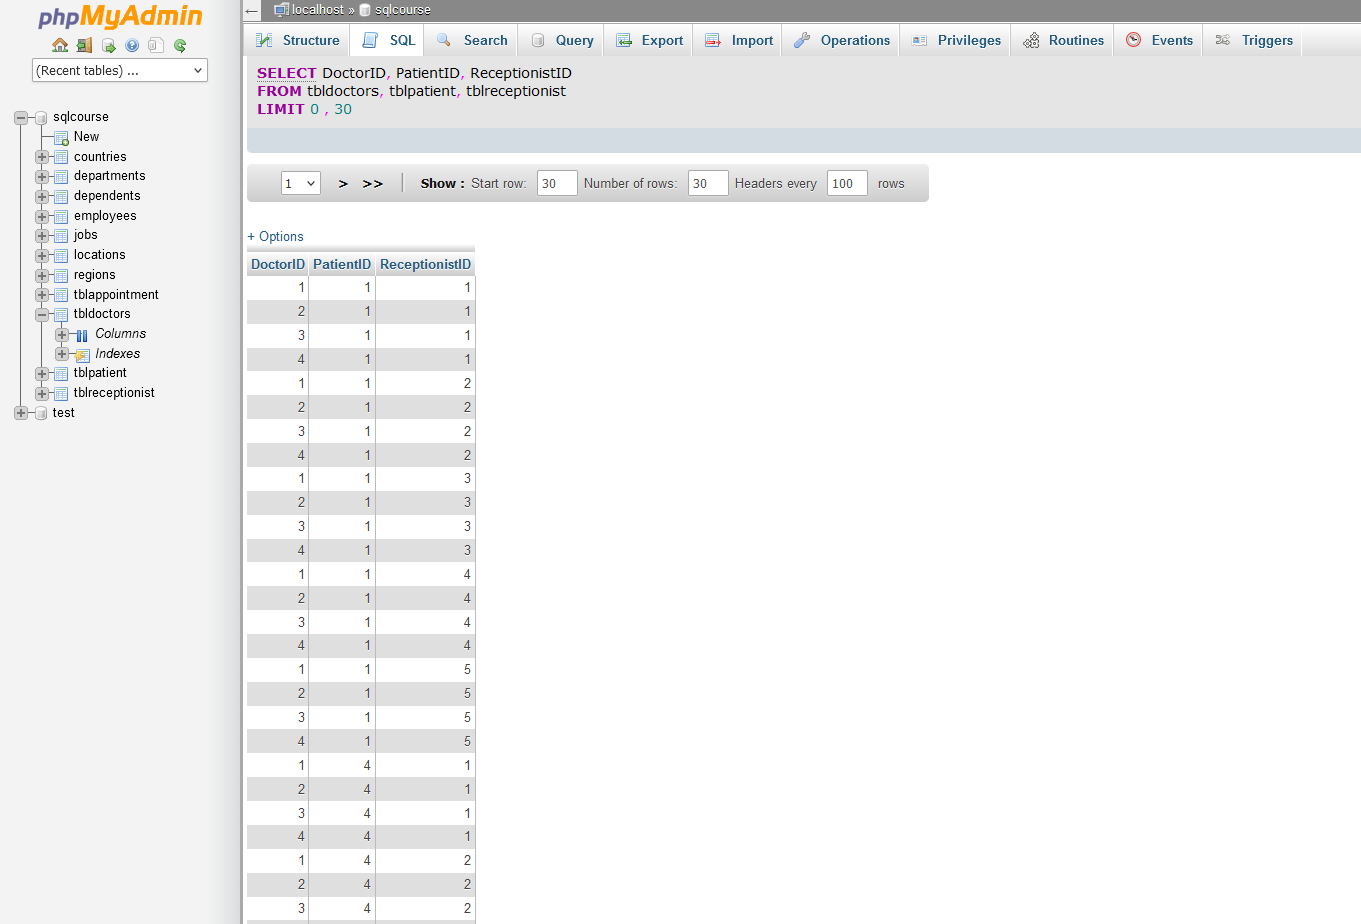 phpMyAdmin
(Recent tables) ...
sqlcourse
New
countries
departments
dependents
employees
jobs
locations
regions
tblappointment
tbldoctors
Columns
Indexes
tblpatient
tblreceptionist
test
← localhost » sqlcourse
Structure SQL Search Query Export Import Operations Privileges Routines Events Triggers
SELECT DoctorID, PatientID, ReceptionistID
FROM tbldoctors, tblpatient, tblreceptionist
LIMIT 0 , 30
1 > >> Show : Start row: 30 Number of rows: 30 Headers every 100 rows
+ Options
DoctorID PatientID ReceptionistID
1 1 1
2 1 1
3 1 1
4 1 1
1 1 2
2 1 2
3 1 2
4 1 2
1 1 3
2 1 3
3 1 3
4 1 3
1 1 4
2 1 4
3 1 4
4 1 4
1 1 5
2 1 5
3 1 5
4 1 5
1 4 1
2 4 1
3 4 1
4 4 1
1 4 2
2 4 2
3 4 2